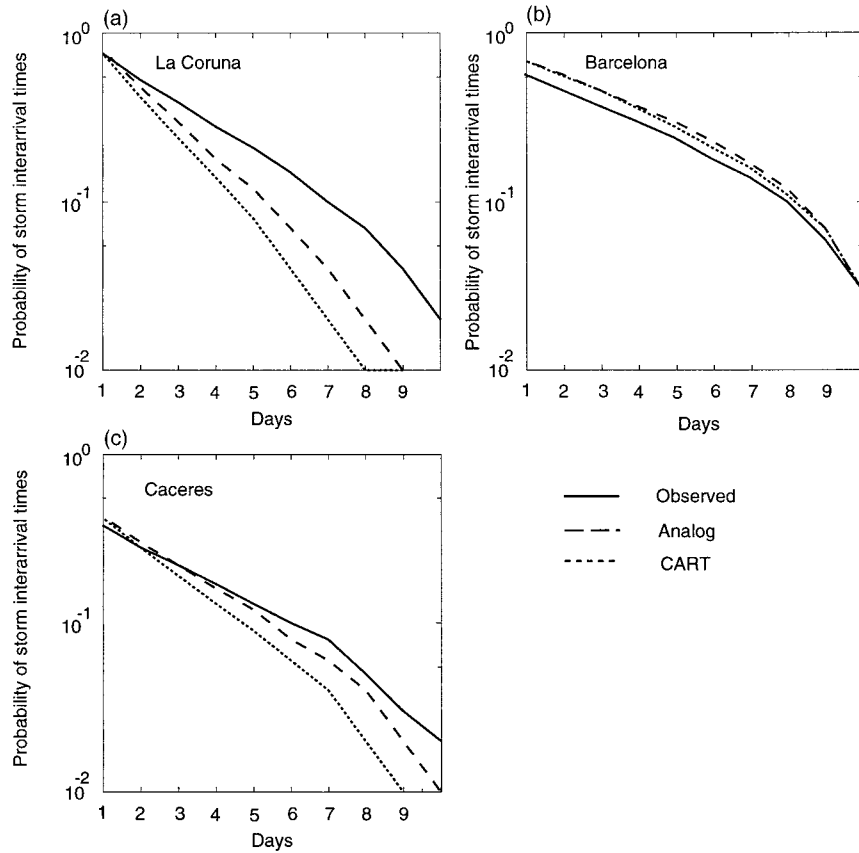 (a)
La Coruna
Probability of storm interarrival times
10^0
10^-1
10^-2
1 2 3 4 5 6 7 8 9
Days
(b)
Barcelona
Probability of storm interarrival times
10^0
10^-1
10^-2
1 2 3 4 5 6 7 8 9
Days
(c)
Caceres
Probability of storm interarrival times
10^0
10^-1
10^-2
1 2 3 4 5 6 7 8 9
Days
Observed
Analog
CART